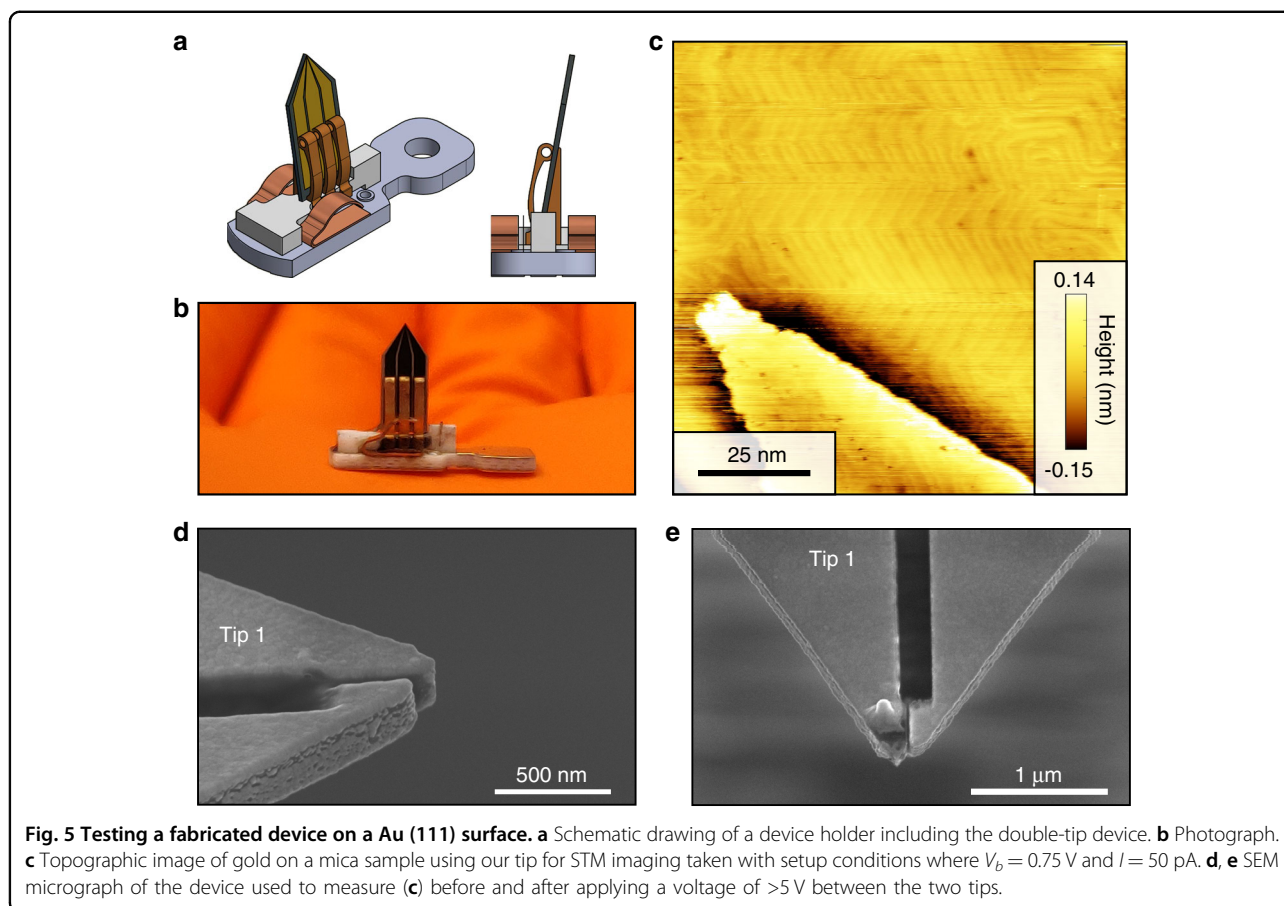 a
c
0.14
Height (nm)
-0.15
25 nm
b
d
Tip 1
500 nm
e
Tip 1
1 μm
Fig. 5 Testing a fabricated device on a Au (111) surface. a Schematic drawing of a device holder including the double-tip device. b Photograph.
c Topographic image of gold on a mica sample using our tip for STM imaging taken with setup conditions where V_b = 0.75 V and I = 50 pA. d, e SEM
micrograph of the device used to measure (c) before and after applying a voltage of >5 V between the two tips.